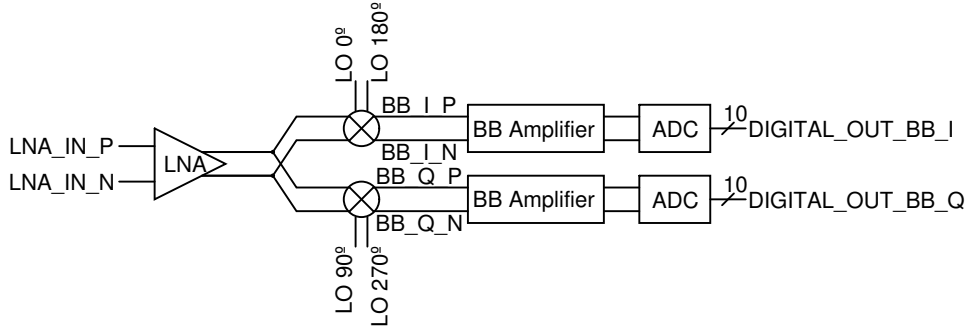 LO 0º
LO 180º
BB_I_P
10
LNA_IN_P
BB Amplifier
ADC
DIGITAL_OUT_BB_I
LNA
BB_I_N
LNA_IN_N
BB_Q_P
10
BB Amplifier
ADC
DIGITAL_OUT_BB_Q
BB_Q_N
LO 90º
LO 270º